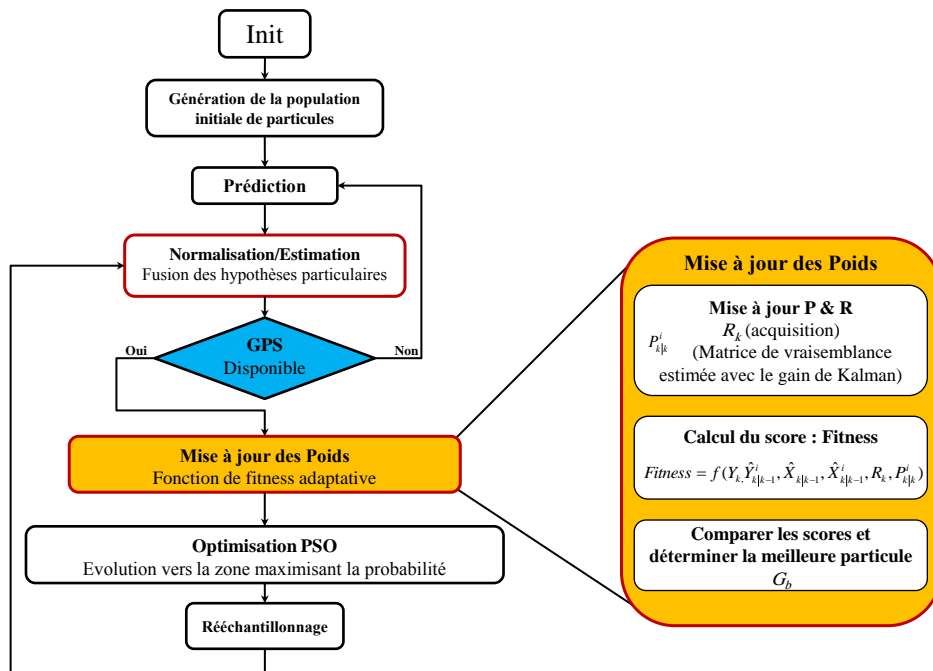 Init
Génération de la population
initiale de particules
Prédiction
Normalisation/Estimation
Fusion des hypothèses particulaires
GPS
Disponible
Oui
Non
Mise à jour des Poids
Fonction de fitness adaptative
Optimisation PSO
Evolution vers la zone maximisant la probabilité
Rééchantillonnage
Mise à jour des Poids
Mise à jour P & R
R_k (acquisition)
P^i_{k|k} (Matrice de vraisemblance
estimée avec le gain de Kalman)
Calcul du score : Fitness
Fitness = f(Y_k, Ŷ^i_{k|k-1}, X̂_{k|k-1}, X̂^i_{k|k-1}, R_k, P^i_{k|k})
Comparer les scores et
déterminer la meilleure particule
G_b